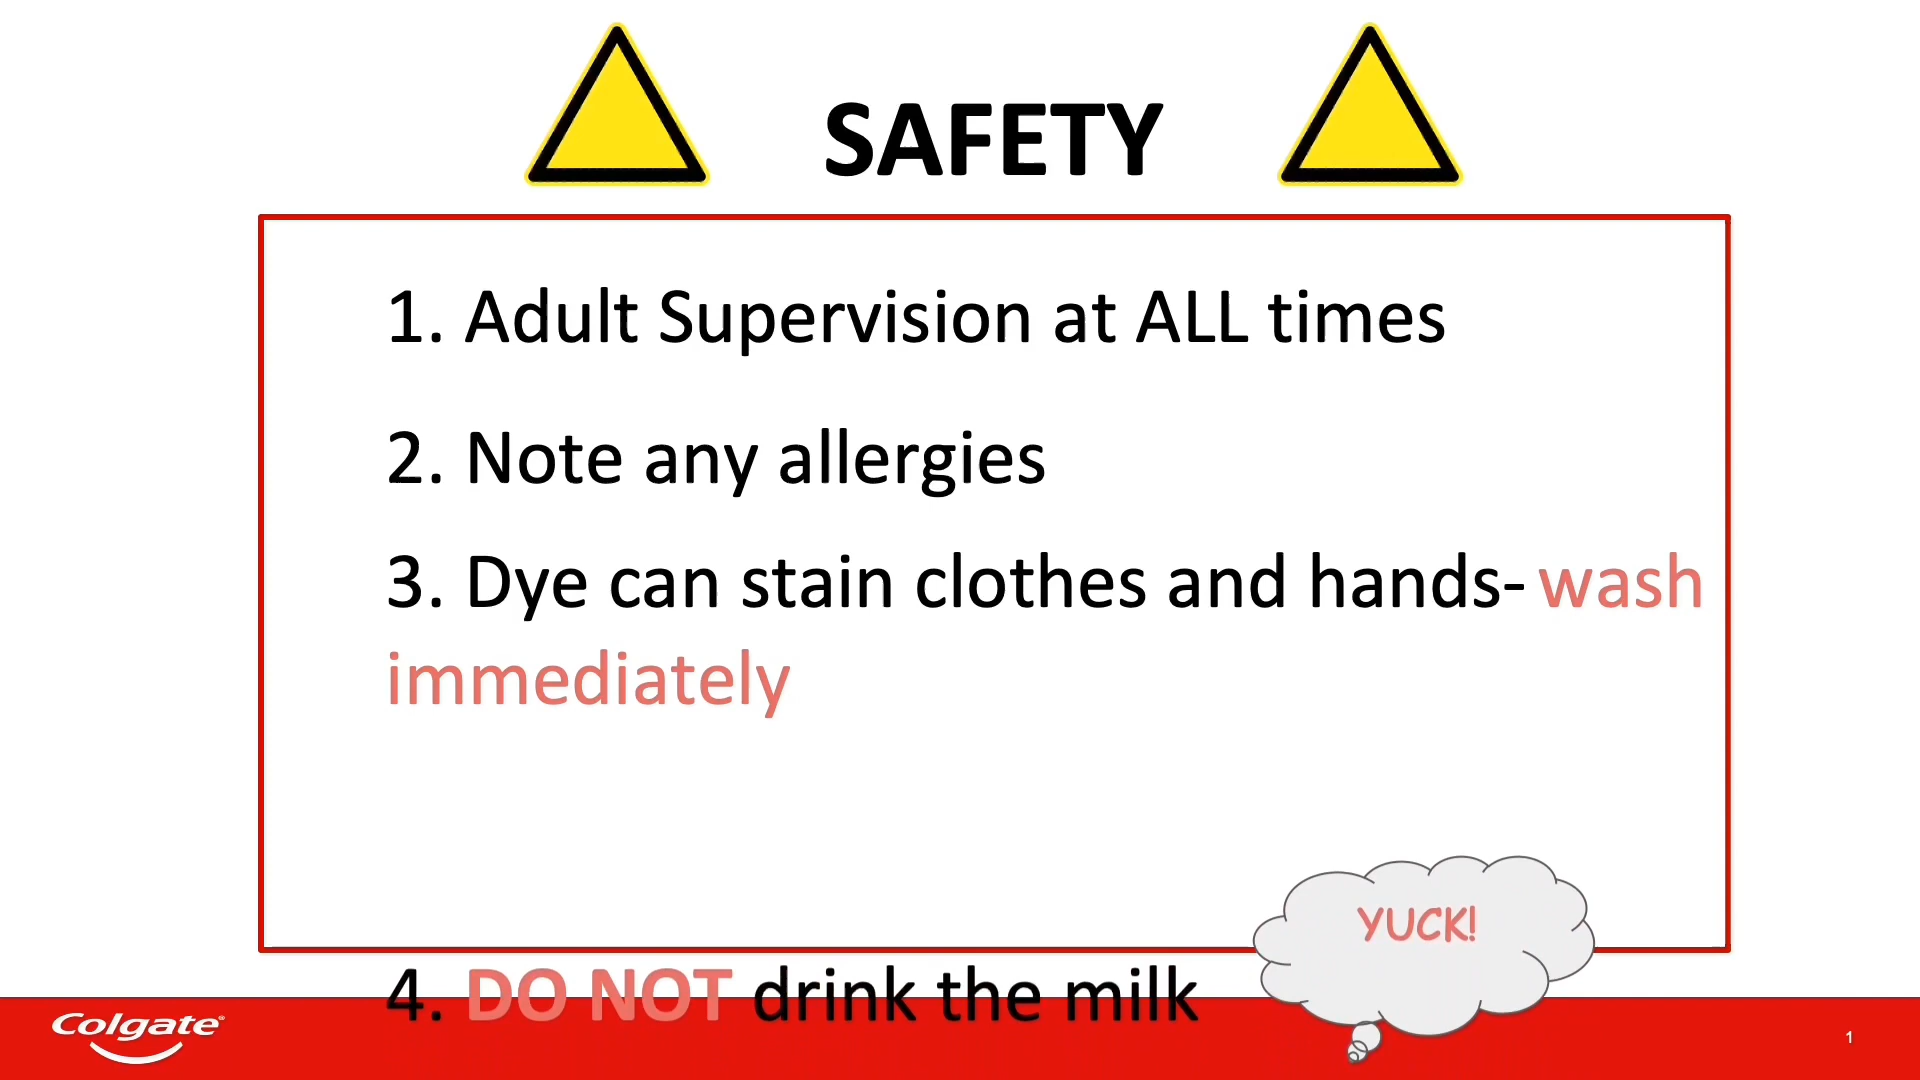 SAFETY
1. Adult Supervision at ALL times
2. Note any allergies
3. Dye can stain clothes and hands- wash
immediately
YUCK!
4. DO NOT drink the milk
Colgate®
1